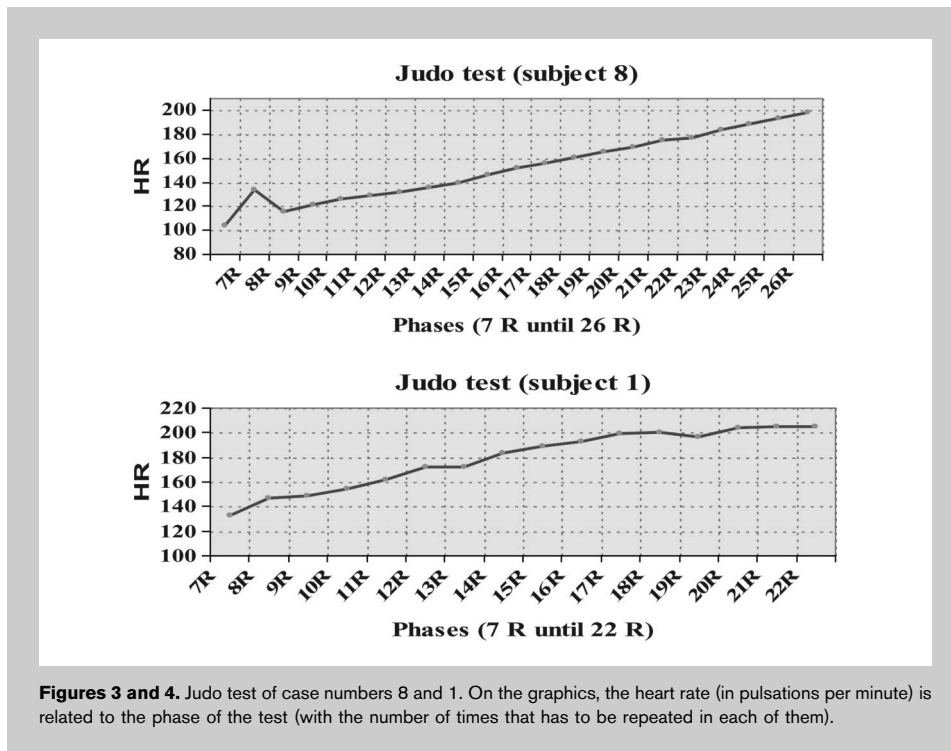 Judo test (subject 8)
200
180
160
140
120
100
80
HR
7R 8R 9R 10R 11R 12R 13R 14R 15R 16R 17R 18R 19R 20R 21R 22R 23R 24R 25R 26R
Phases (7 R until 26 R)
Judo test (subject 1)
220
200
180
160
140
120
100
HR
7R 8R 9R 10R 11R 12R 13R 14R 15R 16R 17R 18R 19R 20R 21R 22R
Phases (7 R until 22 R)
Figures 3 and 4. Judo test of case numbers 8 and 1. On the graphics, the heart rate (in pulsations per minute) is
related to the phase of the test (with the number of times that has to be repeated in each of them).